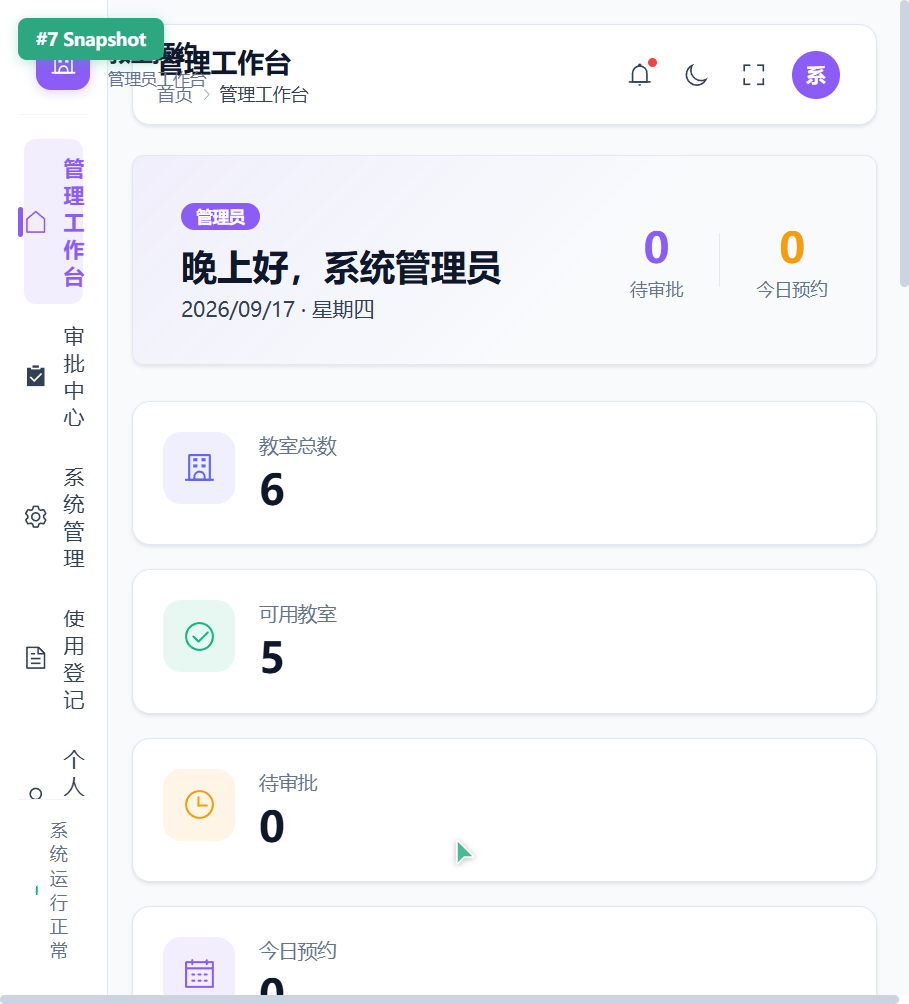 #7 Snapshot
管理员工作台
管理工作台
首页
管理工作台
系
管理工作台
审批中心
系统管理
使用登记
个人
系统运行正常
管理员
晚上好，系统管理员
2026/09/17 · 星期四
0
待审批
0
今日预约
教室总数
6
可用教室
5
待审批
0
今日预约
0